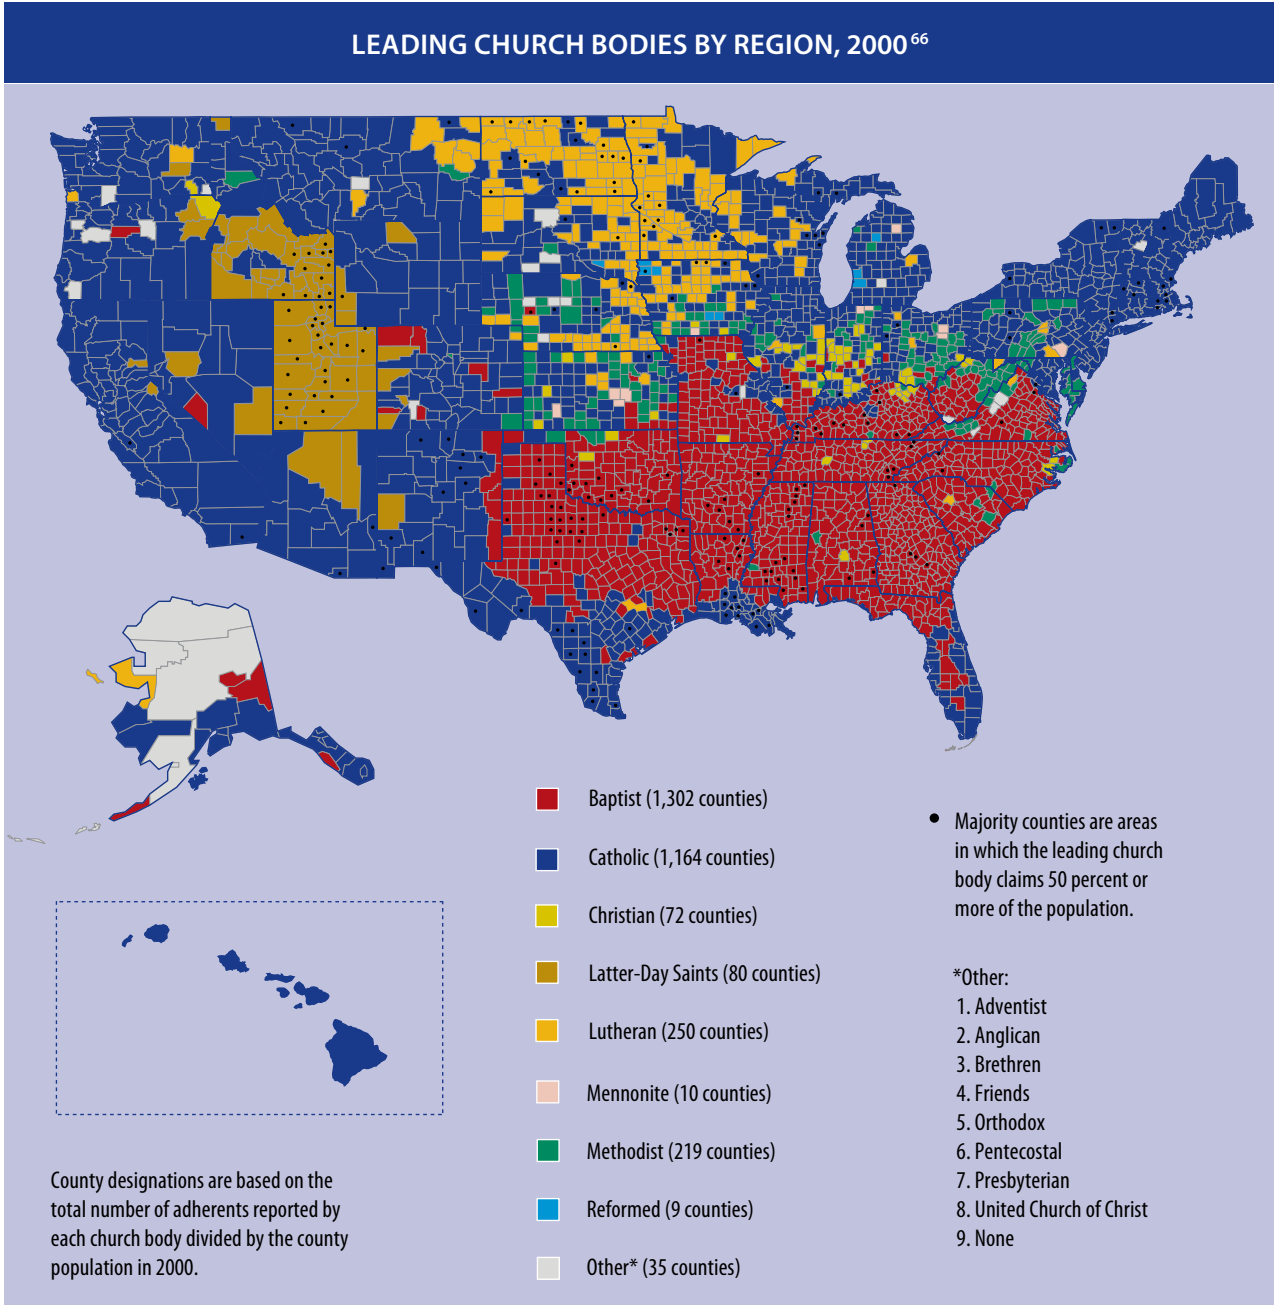 LEADING CHURCH BODIES BY REGION, 2000 66
Baptist (1,302 counties)
Catholic (1,164 counties)
Christian (72 counties)
Latter-Day Saints (80 counties)
Lutheran (250 counties)
Mennonite (10 counties)
Methodist (219 counties)
Reformed (9 counties)
Other* (35 counties)
Majority counties are areas
in which the leading church
body claims 50 percent or
more of the population.
*Other:
1. Adventist
2. Anglican
3. Brethren
4. Friends
5. Orthodox
6. Pentecostal
7. Presbyterian
8. United Church of Christ
9. None
County designations are based on the
total number of adherents reported by
each church body divided by the county
population in 2000.